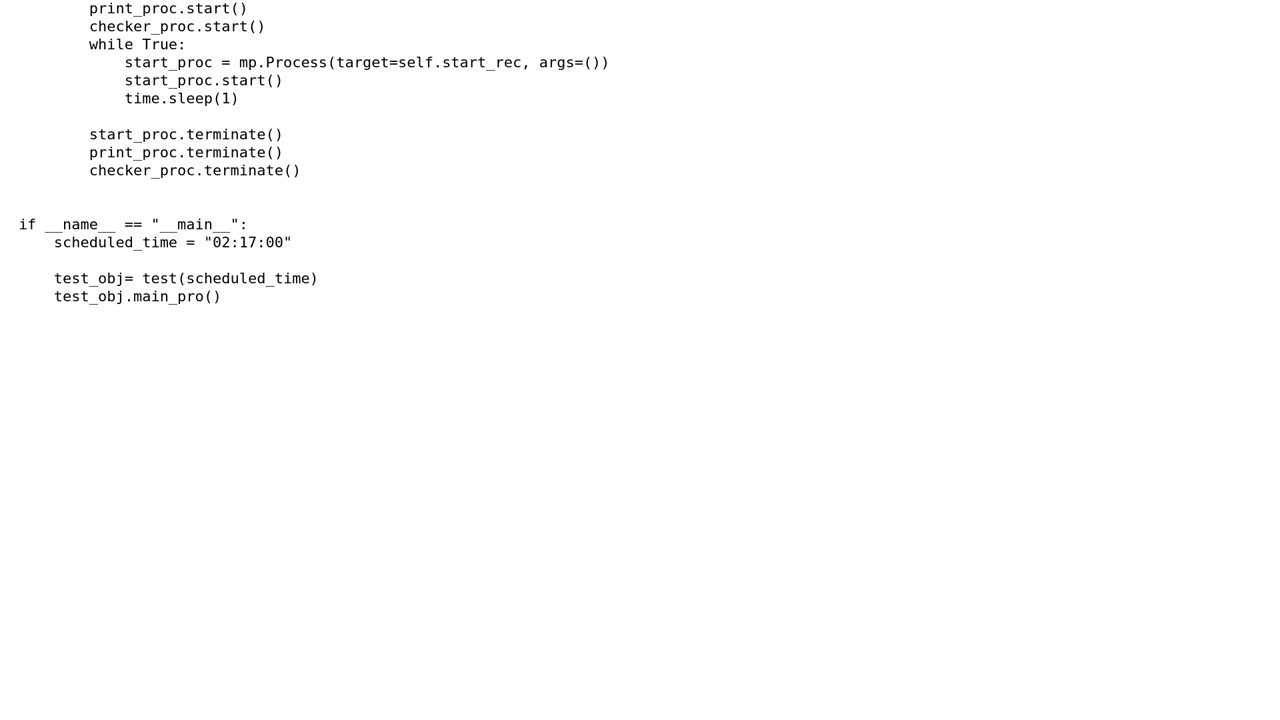 print_proc.start()
        checker_proc.start()
        while True:
            start_proc = mp.Process(target=self.start_rec, args=())
            start_proc.start()
            time.sleep(1)

        start_proc.terminate()
        print_proc.terminate()
        checker_proc.terminate()


if __name__ == "__main__":
    scheduled_time = "02:17:00"

    test_obj= test(scheduled_time)
    test_obj.main_pro()